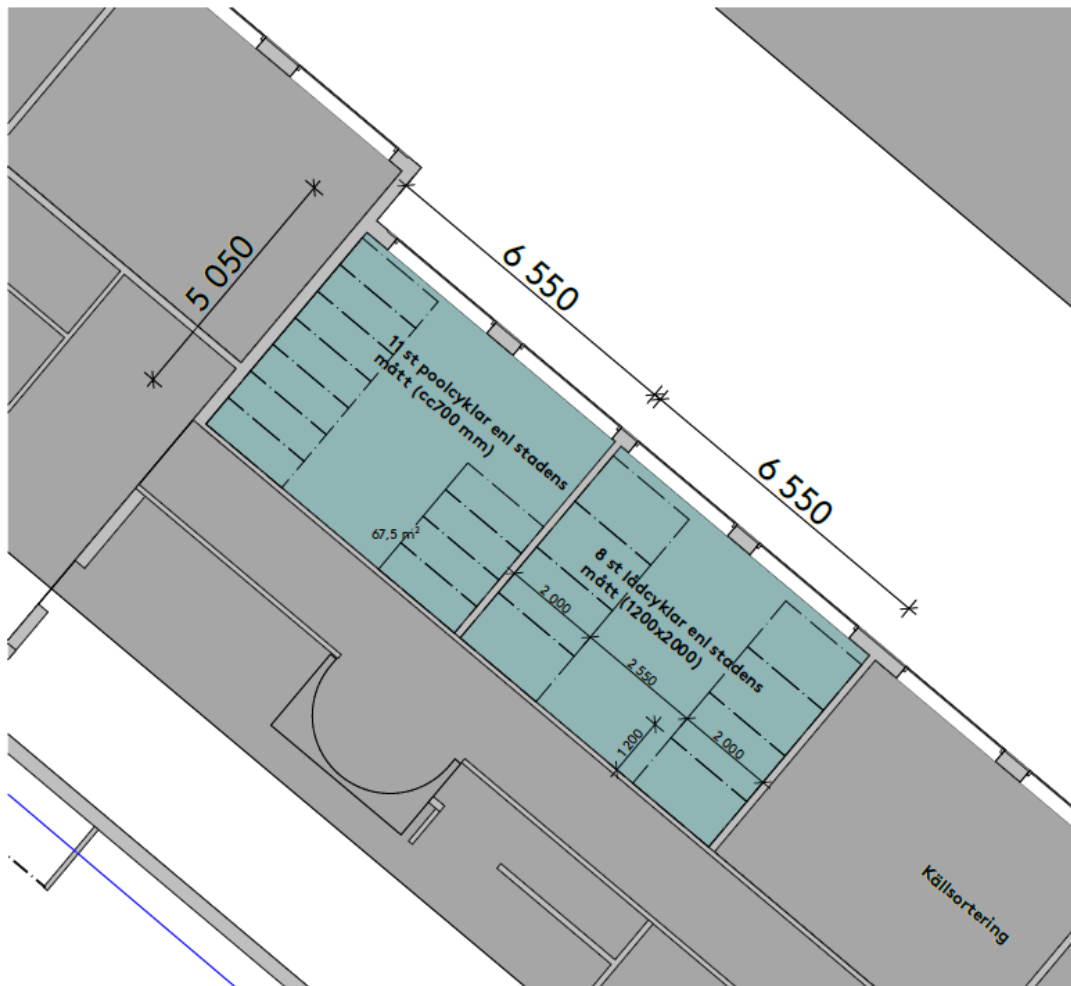 5 050
6 550
11 st poolcyklar enl stadens
mått (cc700 mm)
67,5 m²
6 550
8 st lådcyklar enl stadens
mått (1200x2000)
2 000
2 550
1 200
2 000
Källsortering